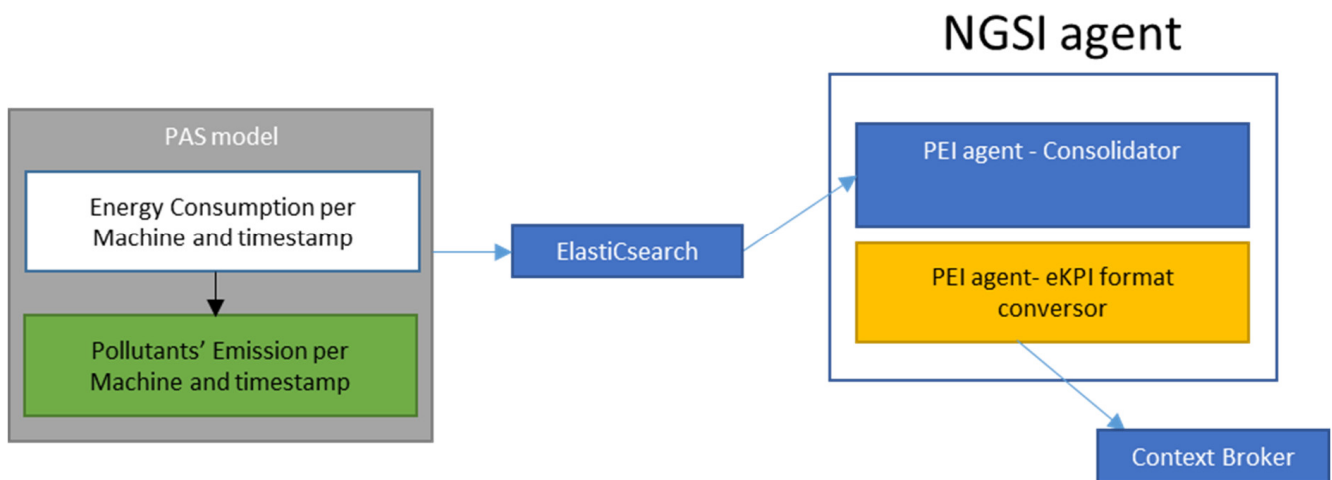 NGSI agent
PAS model
Energy Consumption per
Machine and timestamp
Pollutants' Emission per
Machine and timestamp
ElastiCsearch
PEI agent - Consolidator
PEI agent- eKPI format
conversor
Context Broker